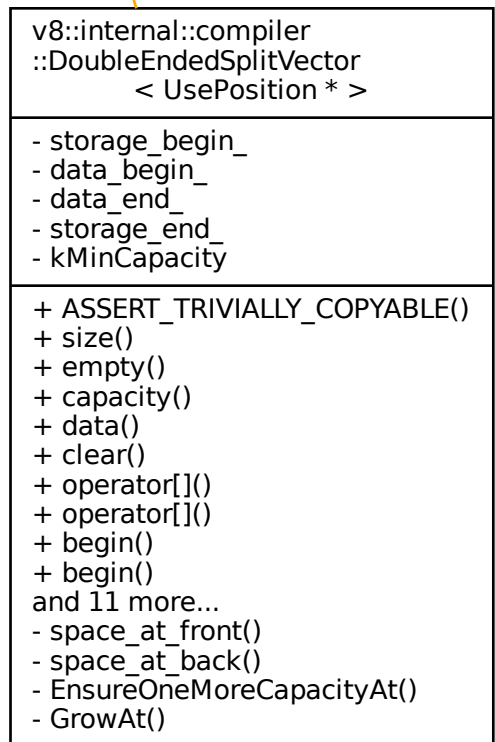 v8::internal::compiler
::DoubleEndedSplitVector
< UsePosition * >
- storage_begin_
- data_begin_
- data_end_
- storage_end_
- kMinCapacity
+ ASSERT_TRIVIALLY_COPYABLE()
+ size()
+ empty()
+ capacity()
+ data()
+ clear()
+ operator[]()
+ operator[]()
+ begin()
+ begin()
and 11 more...
- space_at_front()
- space_at_back()
- EnsureOneMoreCapacityAt()
- GrowAt()